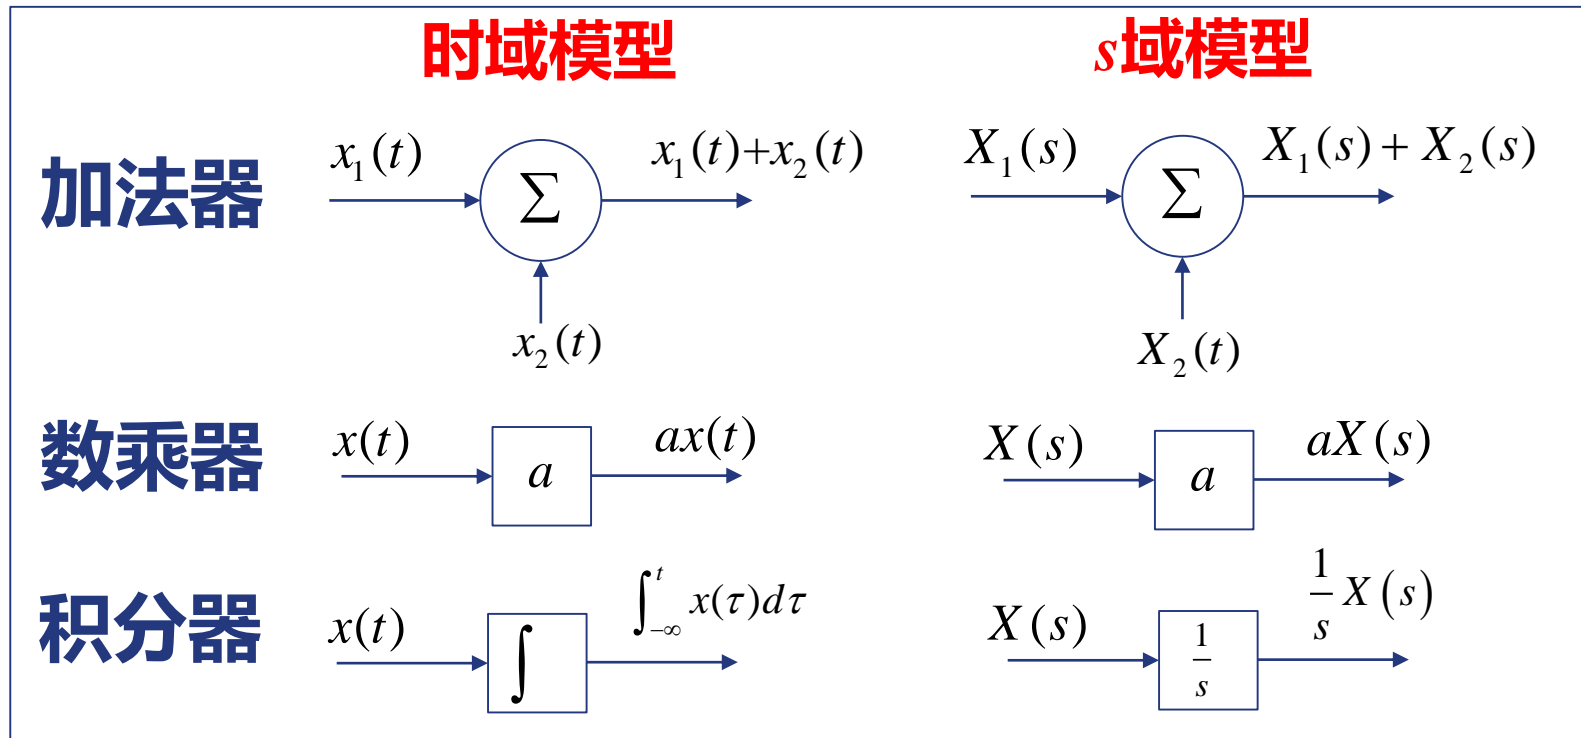 时域模型 s域模型
加法器 x₁(t) ∑ x₁(t)+x₂(t) X₁(s) ∑ X₁(s) + X₂(s)
x₂(t) X₂(t)
数乘器 x(t) a ax(t) X(s) a aX(s)
积分器 x(t) ∫ ∫_{-∞}^{t} x(τ)dτ X(s) 1/s 1/s X(s)